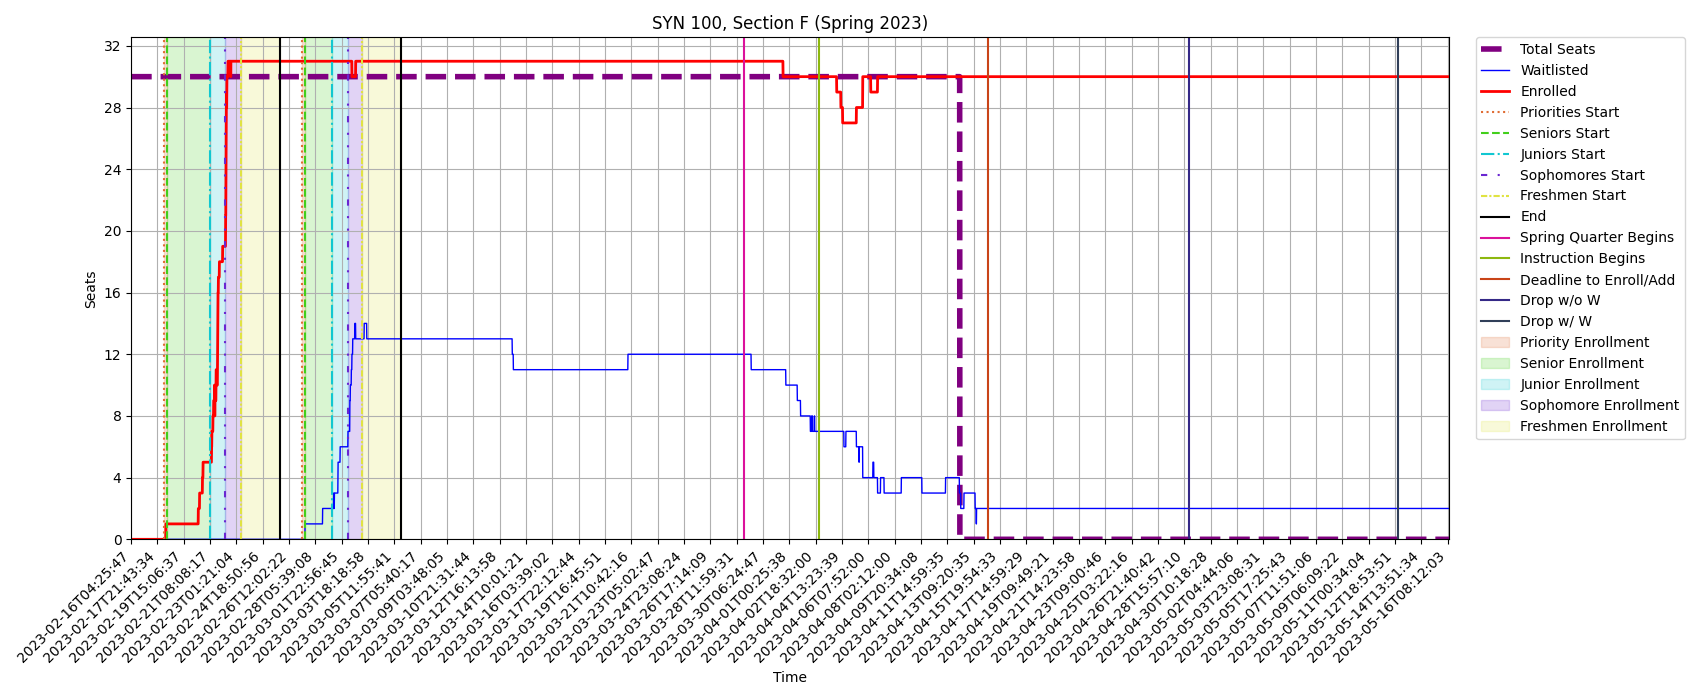 SYN 100, Section F (Spring 2023)
Seats
32
28
24
20
16
12
8
4
0
2023-02-16T04:25:47
2023-02-17T21:43:34
2023-02-19T15:06:37
2023-02-21T08:08:17
2023-02-23T01:21:04
2023-02-24T18:50:56
2023-02-26T12:02:22
2023-02-28T05:39:08
2023-03-01T22:56:45
2023-03-03T18:18:58
2023-03-05T11:55:41
2023-03-07T05:40:17
2023-03-09T03:48:05
2023-03-10T21:31:44
2023-03-12T16:13:58
2023-03-14T10:01:21
2023-03-16T03:39:02
2023-03-17T22:12:44
2023-03-19T16:45:51
2023-03-21T10:42:16
2023-03-23T05:02:47
2023-03-24T23:08:24
2023-03-26T17:14:09
2023-03-28T11:59:31
2023-03-30T06:24:47
2023-04-01T00:25:38
2023-04-02T18:32:00
2023-04-04T13:23:39
2023-04-06T07:52:00
2023-04-08T02:12:00
2023-04-09T20:34:08
2023-04-11T14:59:35
2023-04-13T09:20:35
2023-04-15T19:54:33
2023-04-17T14:59:29
2023-04-19T09:49:21
2023-04-21T04:23:58
2023-04-23T09:00:46
2023-04-25T03:22:16
2023-04-26T21:40:42
2023-04-28T15:57:10
2023-04-30T10:18:28
2023-05-02T04:44:06
2023-05-03T23:08:31
2023-05-05T17:25:43
2023-05-07T11:51:06
2023-05-09T06:09:22
2023-05-11T00:34:04
2023-05-12T18:53:51
2023-05-14T13:51:34
2023-05-16T08:12:03
Time
Total Seats
Waitlisted
Enrolled
Priorities Start
Seniors Start
Juniors Start
Sophomores Start
Freshmen Start
End
Spring Quarter Begins
Instruction Begins
Deadline to Enroll/Add
Drop w/o W
Drop w/ W
Priority Enrollment
Senior Enrollment
Junior Enrollment
Sophomore Enrollment
Freshmen Enrollment